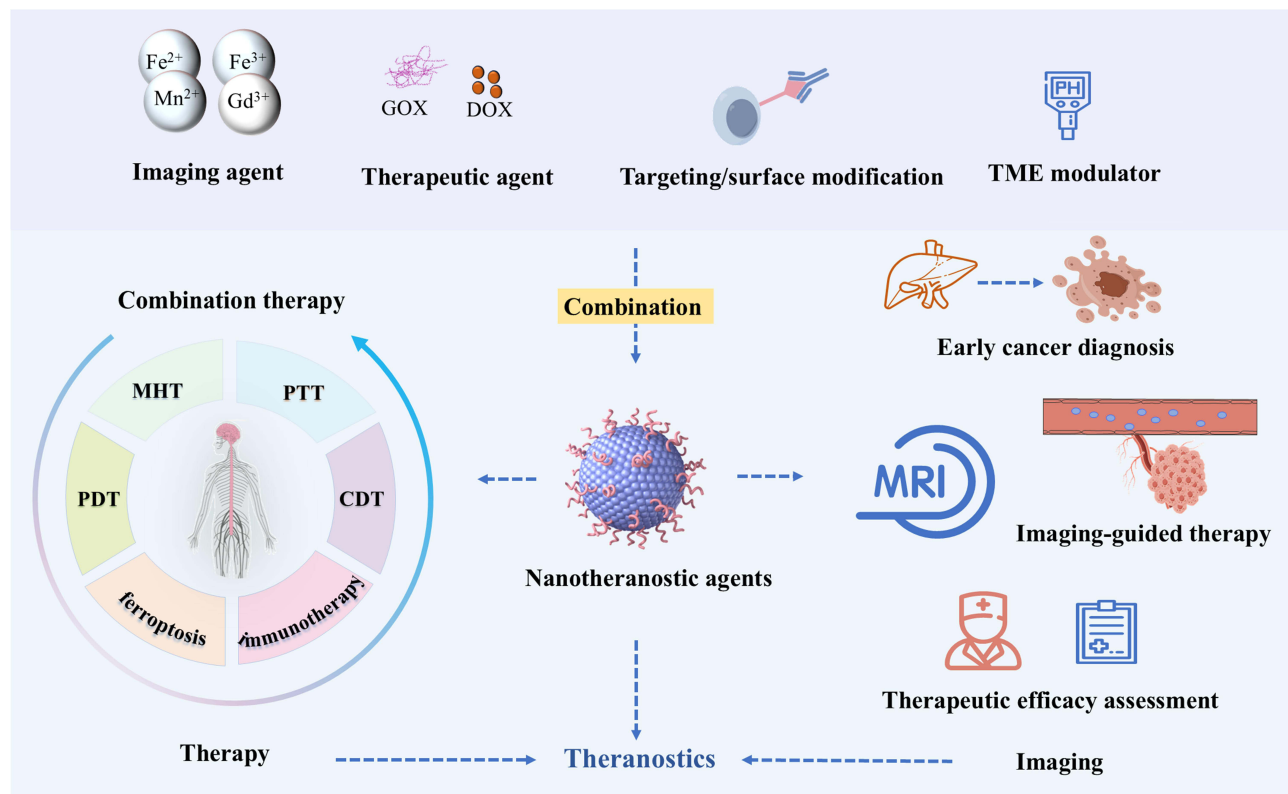 Fe²⁺
Fe³⁺
Mn²⁺
Gd³⁺
Imaging agent
GOX
DOX
Therapeutic agent
Targeting/surface modification
PH
i
TME modulator
Combination
Combination therapy
MHT
PTT
PDT
CDT
ferroptosis
immunotherapy
Nanotheranostic agents
Early cancer diagnosis
MRI
Imaging-guided therapy
Therapeutic efficacy assessment
Therapy
Theranostics
Imaging